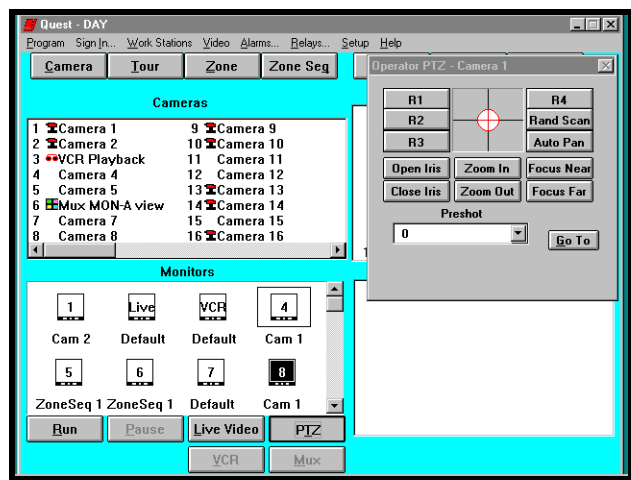 Quest - DAY
Program Sign In... Work Stations Video Alarms... Relays... Setup Help
Camera Tour Zone Zone Seq
Operator PTZ - Camera 1
R1 R4
R2 Rand Scan
R3 Auto Pan
Open Iris Zoom In Focus Near
Close Iris Zoom Out Focus Far
Preshot
0
Go To
Cameras
1 Camera 1 9 Camera 9
2 Camera 2 10 Camera 10
3 VCR Playback 11 Camera 11
4 Camera 4 12 Camera 12
5 Camera 5 13 Camera 13
6 Mux MON-A view 14 Camera 14
7 Camera 7 15 Camera 15
8 Camera 8 16 Camera 16
Monitors
1 Live VCR 4
Cam 2 Default Default Cam 1
5 6 7 8
ZoneSeq 1 ZoneSeq 1 Default Cam 1
Run Pause Live Video PTZ
VCR Mux